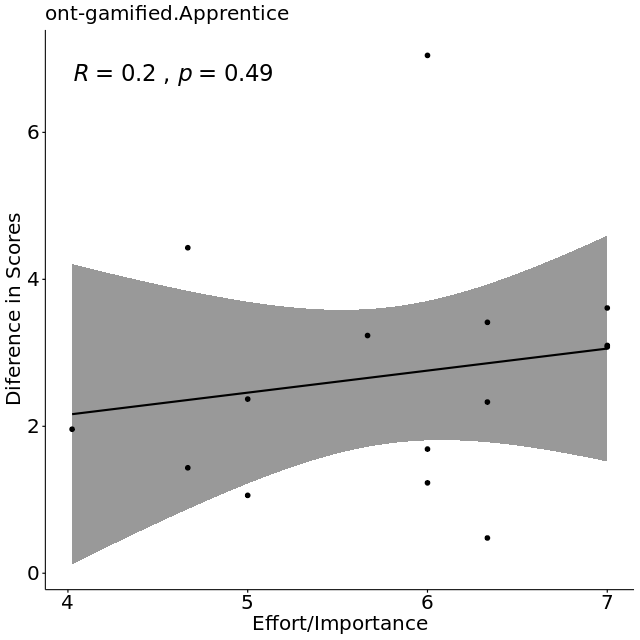 ont-gamified.Apprentice
R = 0.2 , p = 0.49
6
4
2
0
Diference in Scores
4 5 6 7
Effort/Importance